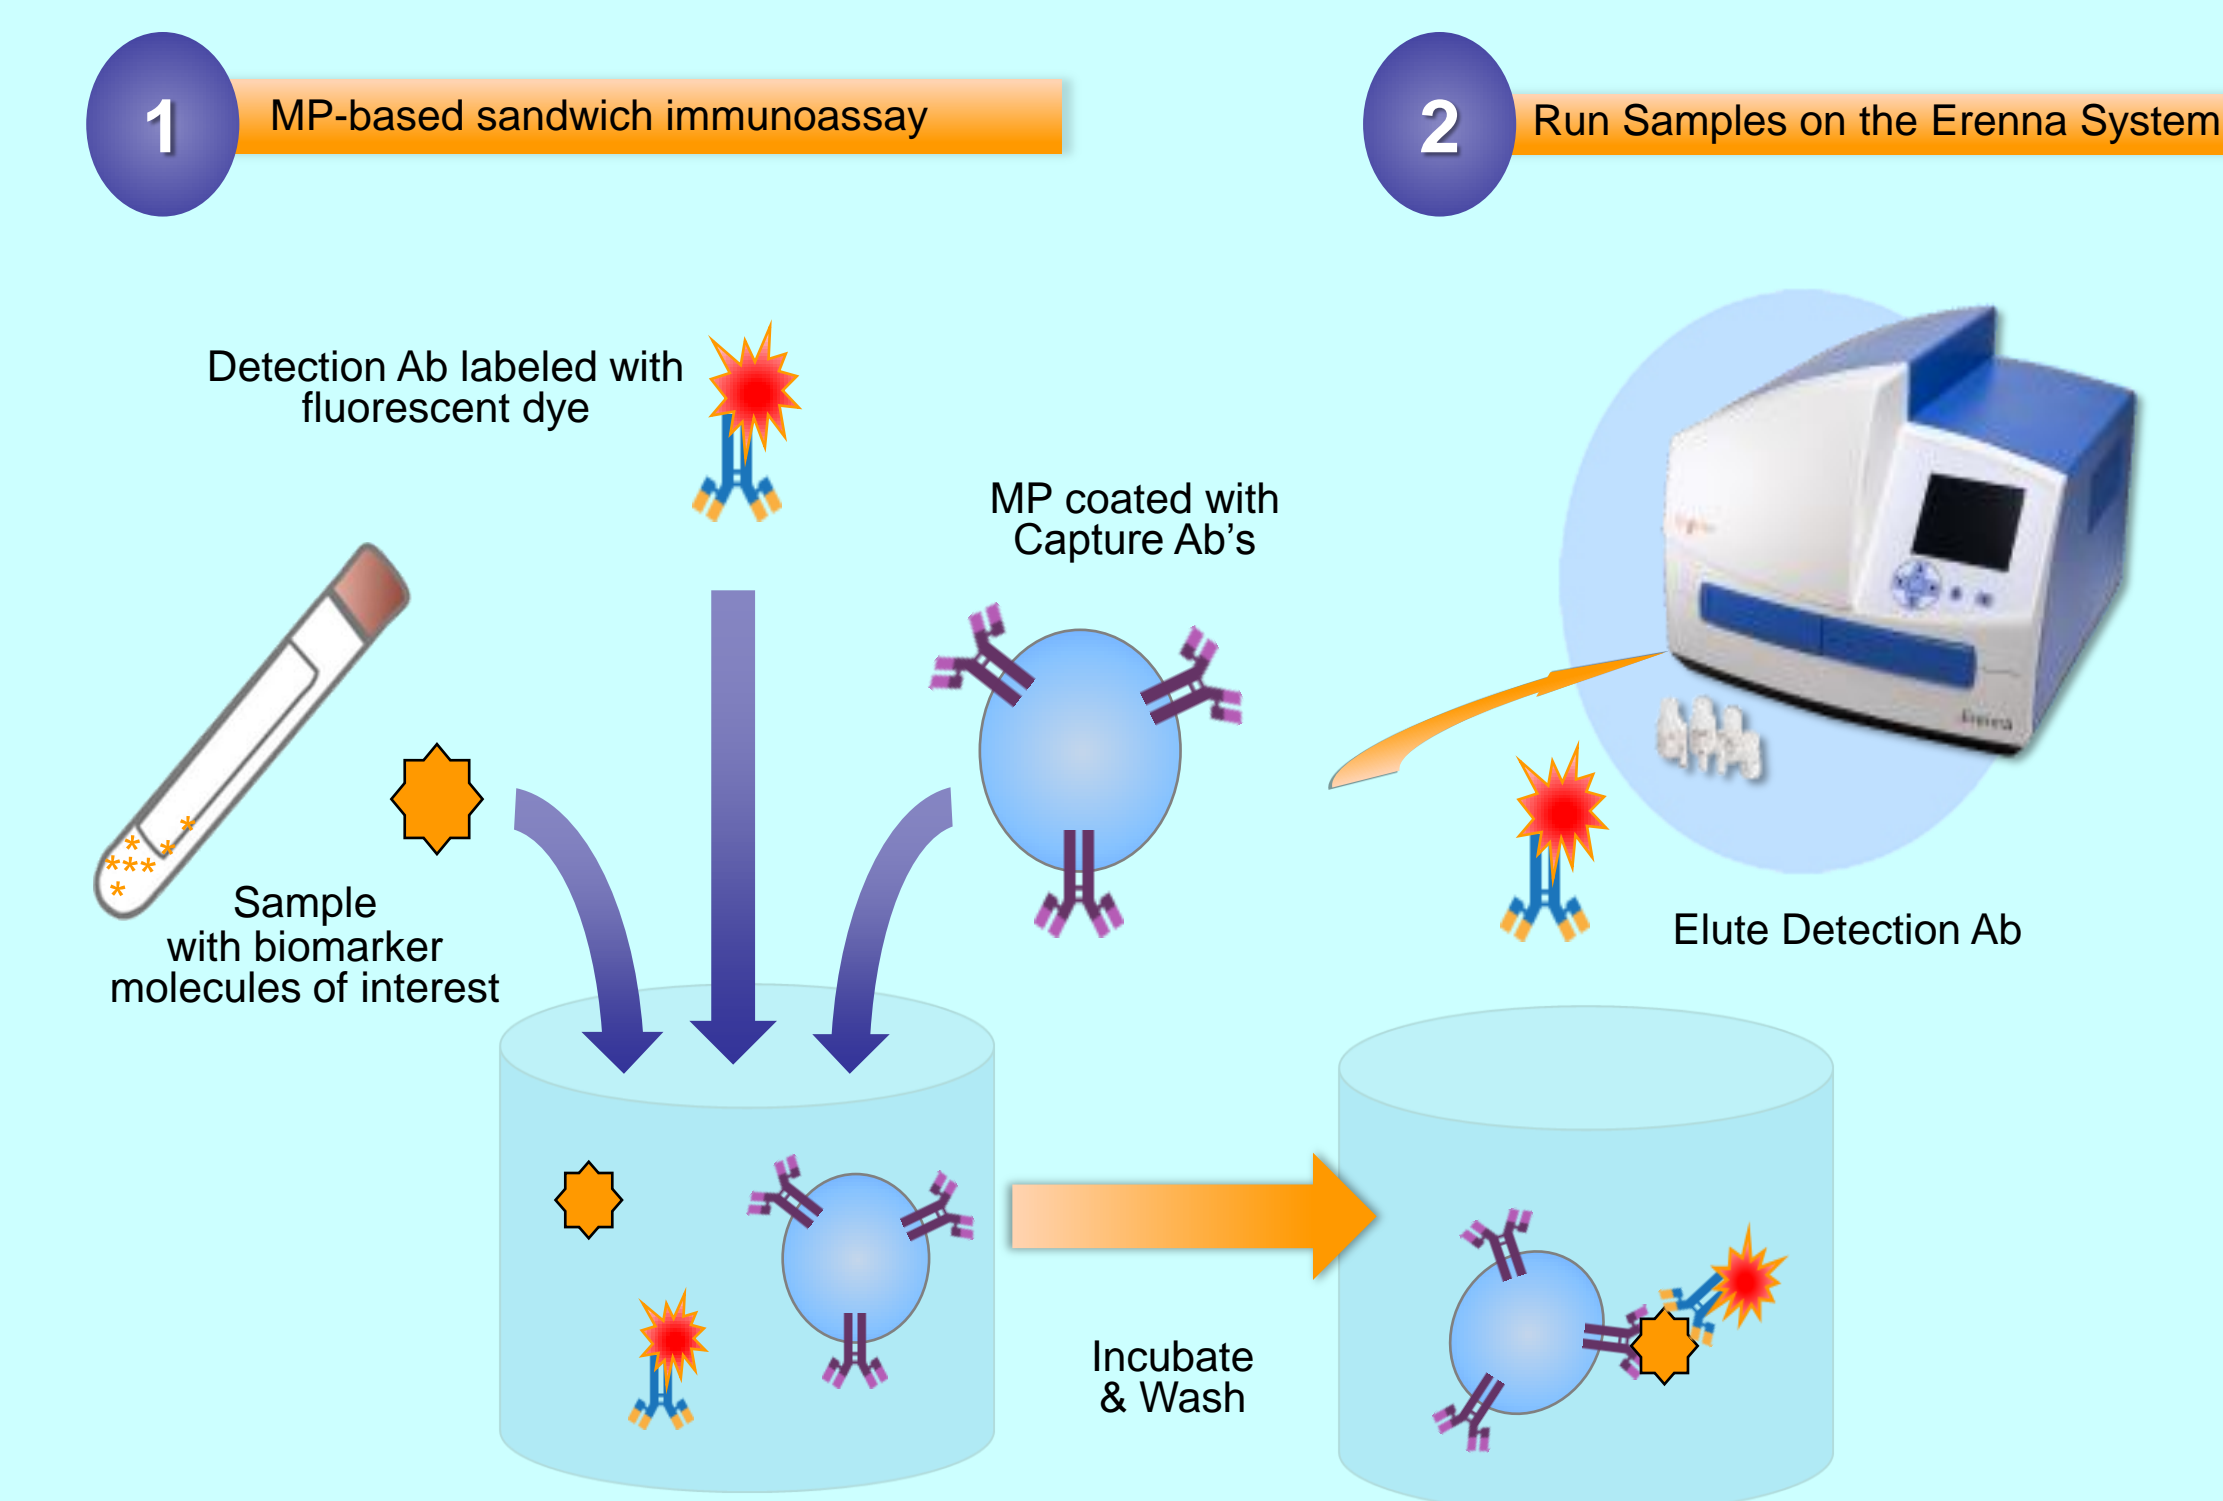 1
MP-based sandwich immunoassay
2
Run Samples on the Erenna System
Detection Ab labeled with
fluorescent dye
MP coated with
Capture Ab’s
Sample
with biomarker
molecules of interest
Elute Detection Ab
Incubate
& Wash